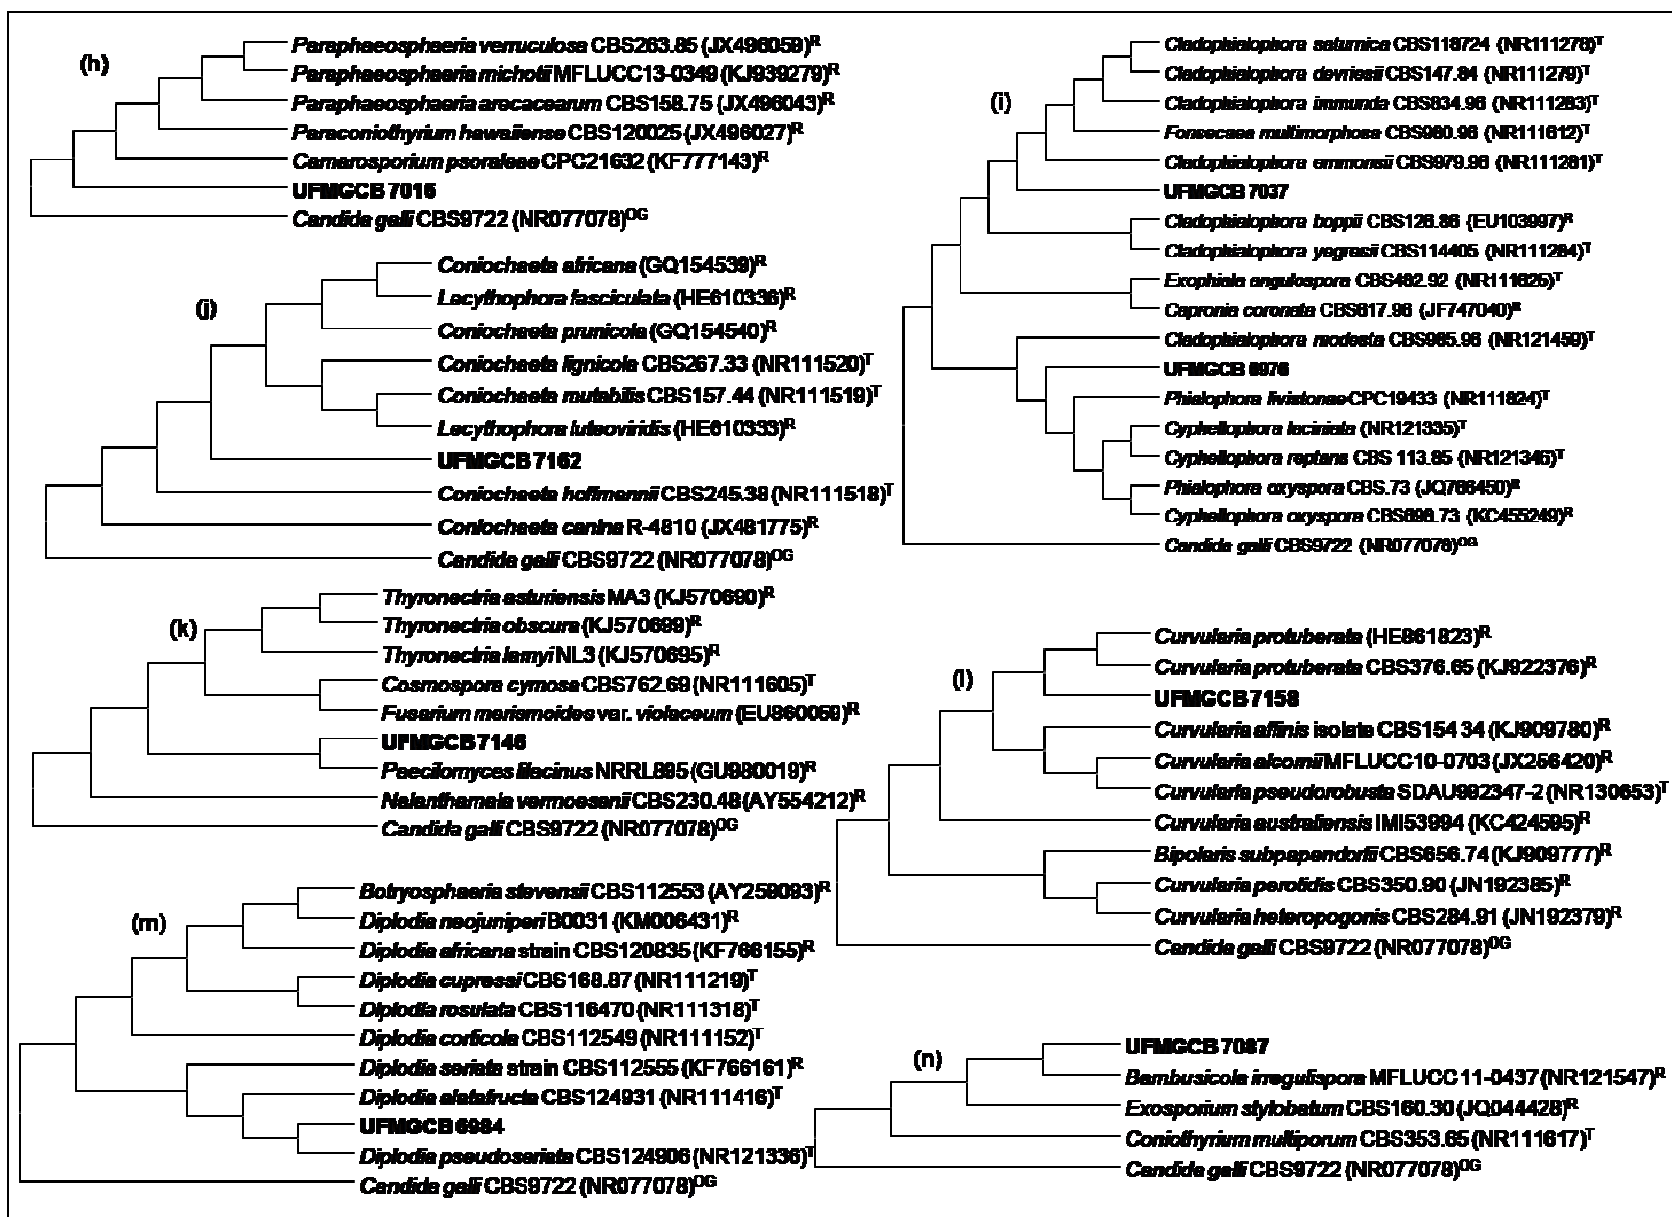 (h)
Paraphaeosphaeria verruculosa CBS263.85 (JX496059)R
Paraphaeosphaeria michotii MFLUCC13-0349 (KJ939279)R
Paraphaeosphaeria arecacearum CBS158.75 (JX496043)R
Paraconiothyrium hawaiiense CBS120025 (JX496027)R
Camarosporium psoraleae CPC21632 (KF777143)R
UFMGCB 7016
Candida galli CBS9722 (NR077078)OG
(i)
Cladophialophora saturnica CBS118724 (NR111278)T
Cladophialophora devriesii CBS147.84 (NR111279)T
Cladophialophora immunda CBS834.96 (NR111283)T
Fonsecaea multimorphosa CBS980.96 (NR111612)T
Cladophialophora emmonsii CBS979.96 (NR111281)T
UFMGCB 7037
Cladophialophora boppii CBS126.86 (EU103997)R
Cladophialophora yegresii CBS114405 (NR111284)T
Exophiala angulospora CBS482.92 (NR111625)T
Capronia coronata CBS617.96 (JF747040)R
Cladophialophora modesta CBS985.96 (NR121459)T
UFMGCB 6976
Phialophora livistonae CPC19433 (NR111824)T
Cyphellophora laciniata (NR121335)T
Cyphellophora reptans CBS 113.85 (NR121346)T
Phialophora oxyspora CBS.73 (JQ766450)R
Cyphellophora oxyspora CBS698.73 (KC455249)R
Candida galli CBS9722 (NR077078)OG
(j)
Coniochaeta africana (GQ154539)R
Lecythophora fasciculata (HE610336)R
Coniochaeta prunicola (GQ154540)R
Coniochaeta lignicola CBS267.33 (NR111520)T
Coniochaeta mutabilis CBS157.44 (NR111519)T
Lecythophora luteoviridis (HE610333)R
UFMGCB 7162
Coniochaeta hoffmannii CBS245.38 (NR111518)T
Coniochaeta canina R-4810 (JX481775)R
Candida galli CBS9722 (NR077078)OG
(k)
Thyronectria asturiensis MA3 (KJ570690)R
Thyronectria obscura (KJ570699)R
Thyronectria lamyi NL3 (KJ570695)R
Cosmospora cymosa CBS762.69 (NR111605)T
Fusarium merismoides var. violaceum (EU860059)R
UFMGCB 7146
Paecilomyces lilacinus NRRL895 (GU980019)R
Nalanthamala vermoesenii CBS230.48 (AY554212)R
Candida galli CBS9722 (NR077078)OG
(l)
Curvularia protuberata (HE861823)R
Curvularia protuberata CBS376.65 (KJ922376)R
UFMGCB 7158
Curvularia affinis isolate CBS154 34 (KJ909780)R
Curvularia alcornii MFLUCC10-0703 (JX256420)R
Curvularia pseudorobusta SDAU992347-2 (NR130653)T
Curvularia australiensis IMI53994 (KC424595)R
Bipolaris subpapendorfii CBS656.74 (KJ909777)R
Curvularia perotidis CBS350.90 (JN192385)R
Curvularia heteropogonis CBS284.91 (JN192379)R
Candida galli CBS9722 (NR077078)OG
(m)
Botryosphaeria stevensii CBS112553 (AY259093)R
Diplodia neojuniperi B0031 (KM006431)R
Diplodia africana strain CBS120835 (KF766155)R
Diplodia cupressi CBS168.87 (NR111219)T
Diplodia rosulata CBS116470 (NR111318)T
Diplodia corticola CBS112549 (NR111152)T
Diplodia seriata strain CBS112555 (KF766161)R
Diplodia alatafructa CBS124931 (NR111416)T
UFMGCB 6984
Diplodia pseudoseriata CBS124906 (NR121336)T
Candida galli CBS9722 (NR077078)OG
(n)
UFMGCB 7087
Bambusicola irregulispora MFLUCC 11-0437 (NR121547)R
Exosporium stylobatum CBS160.30 (JQ044428)R
Coniothyrium multiporum CBS353.65 (NR111617)T
Candida galli CBS9722 (NR077078)OG